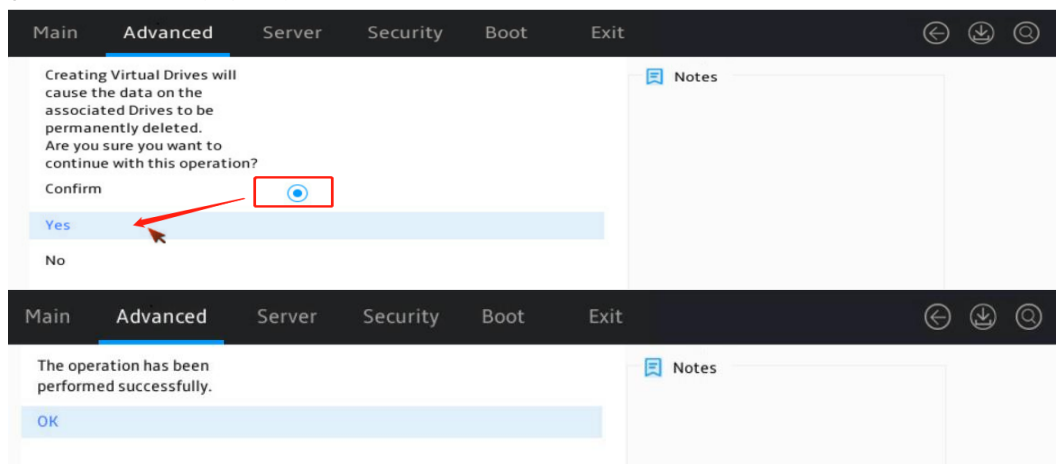 Main Advanced Server Security Boot Exit
Creating Virtual Drives will
cause the data on the
associated Drives to be
permanently deleted.
Are you sure you want to
continue with this operation?
Confirm
Yes
No
Notes
Main Advanced Server Security Boot Exit
The operation has been
performed successfully.
OK
Notes